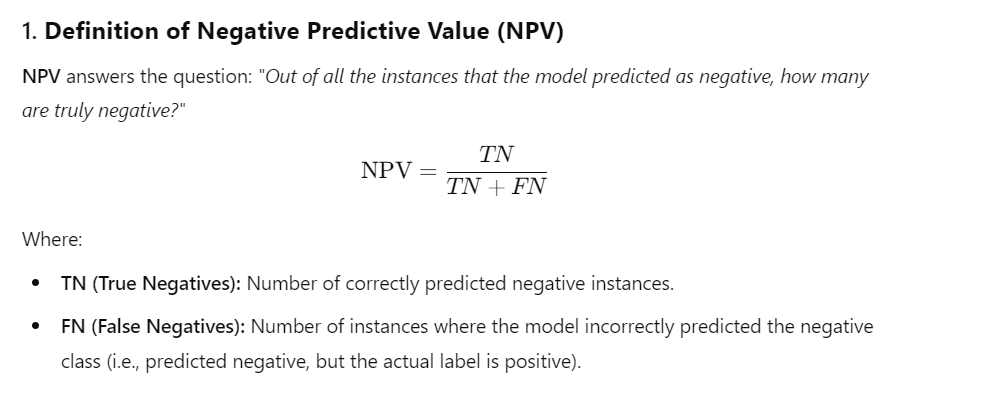 1. Definition of Negative Predictive Value (NPV)
NPV answers the question: "Out of all the instances that the model predicted as negative, how many
are truly negative?"
NPV = TN / (TN + FN)
Where:
• TN (True Negatives): Number of correctly predicted negative instances.
• FN (False Negatives): Number of instances where the model incorrectly predicted the negative
class (i.e., predicted negative, but the actual label is positive).